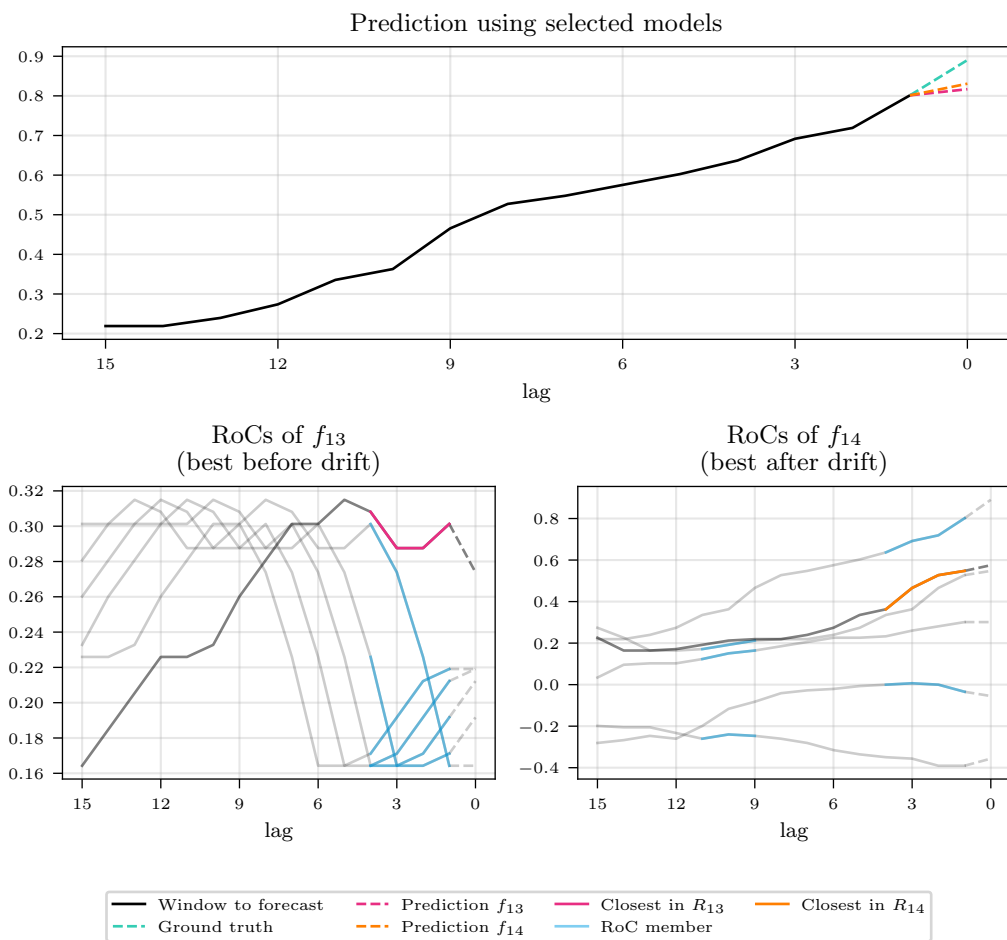 Prediction using selected models
0.9
0.8
0.7
0.6
0.5
0.4
0.3
0.2
15 12 9 6 3 0
lag
RoCs of f₁₃
(best before drift)
0.32
0.30
0.28
0.26
0.24
0.22
0.20
0.18
0.16
15 12 9 6 3 0
lag
RoCs of f₁₄
(best after drift)
0.8
0.6
0.4
0.2
0.0
−0.2
−0.4
15 12 9 6 3 0
lag
Window to forecast Prediction f₁₃ Closest in R₁₃ Closest in R₁₄
Ground truth Prediction f₁₄ RoC member